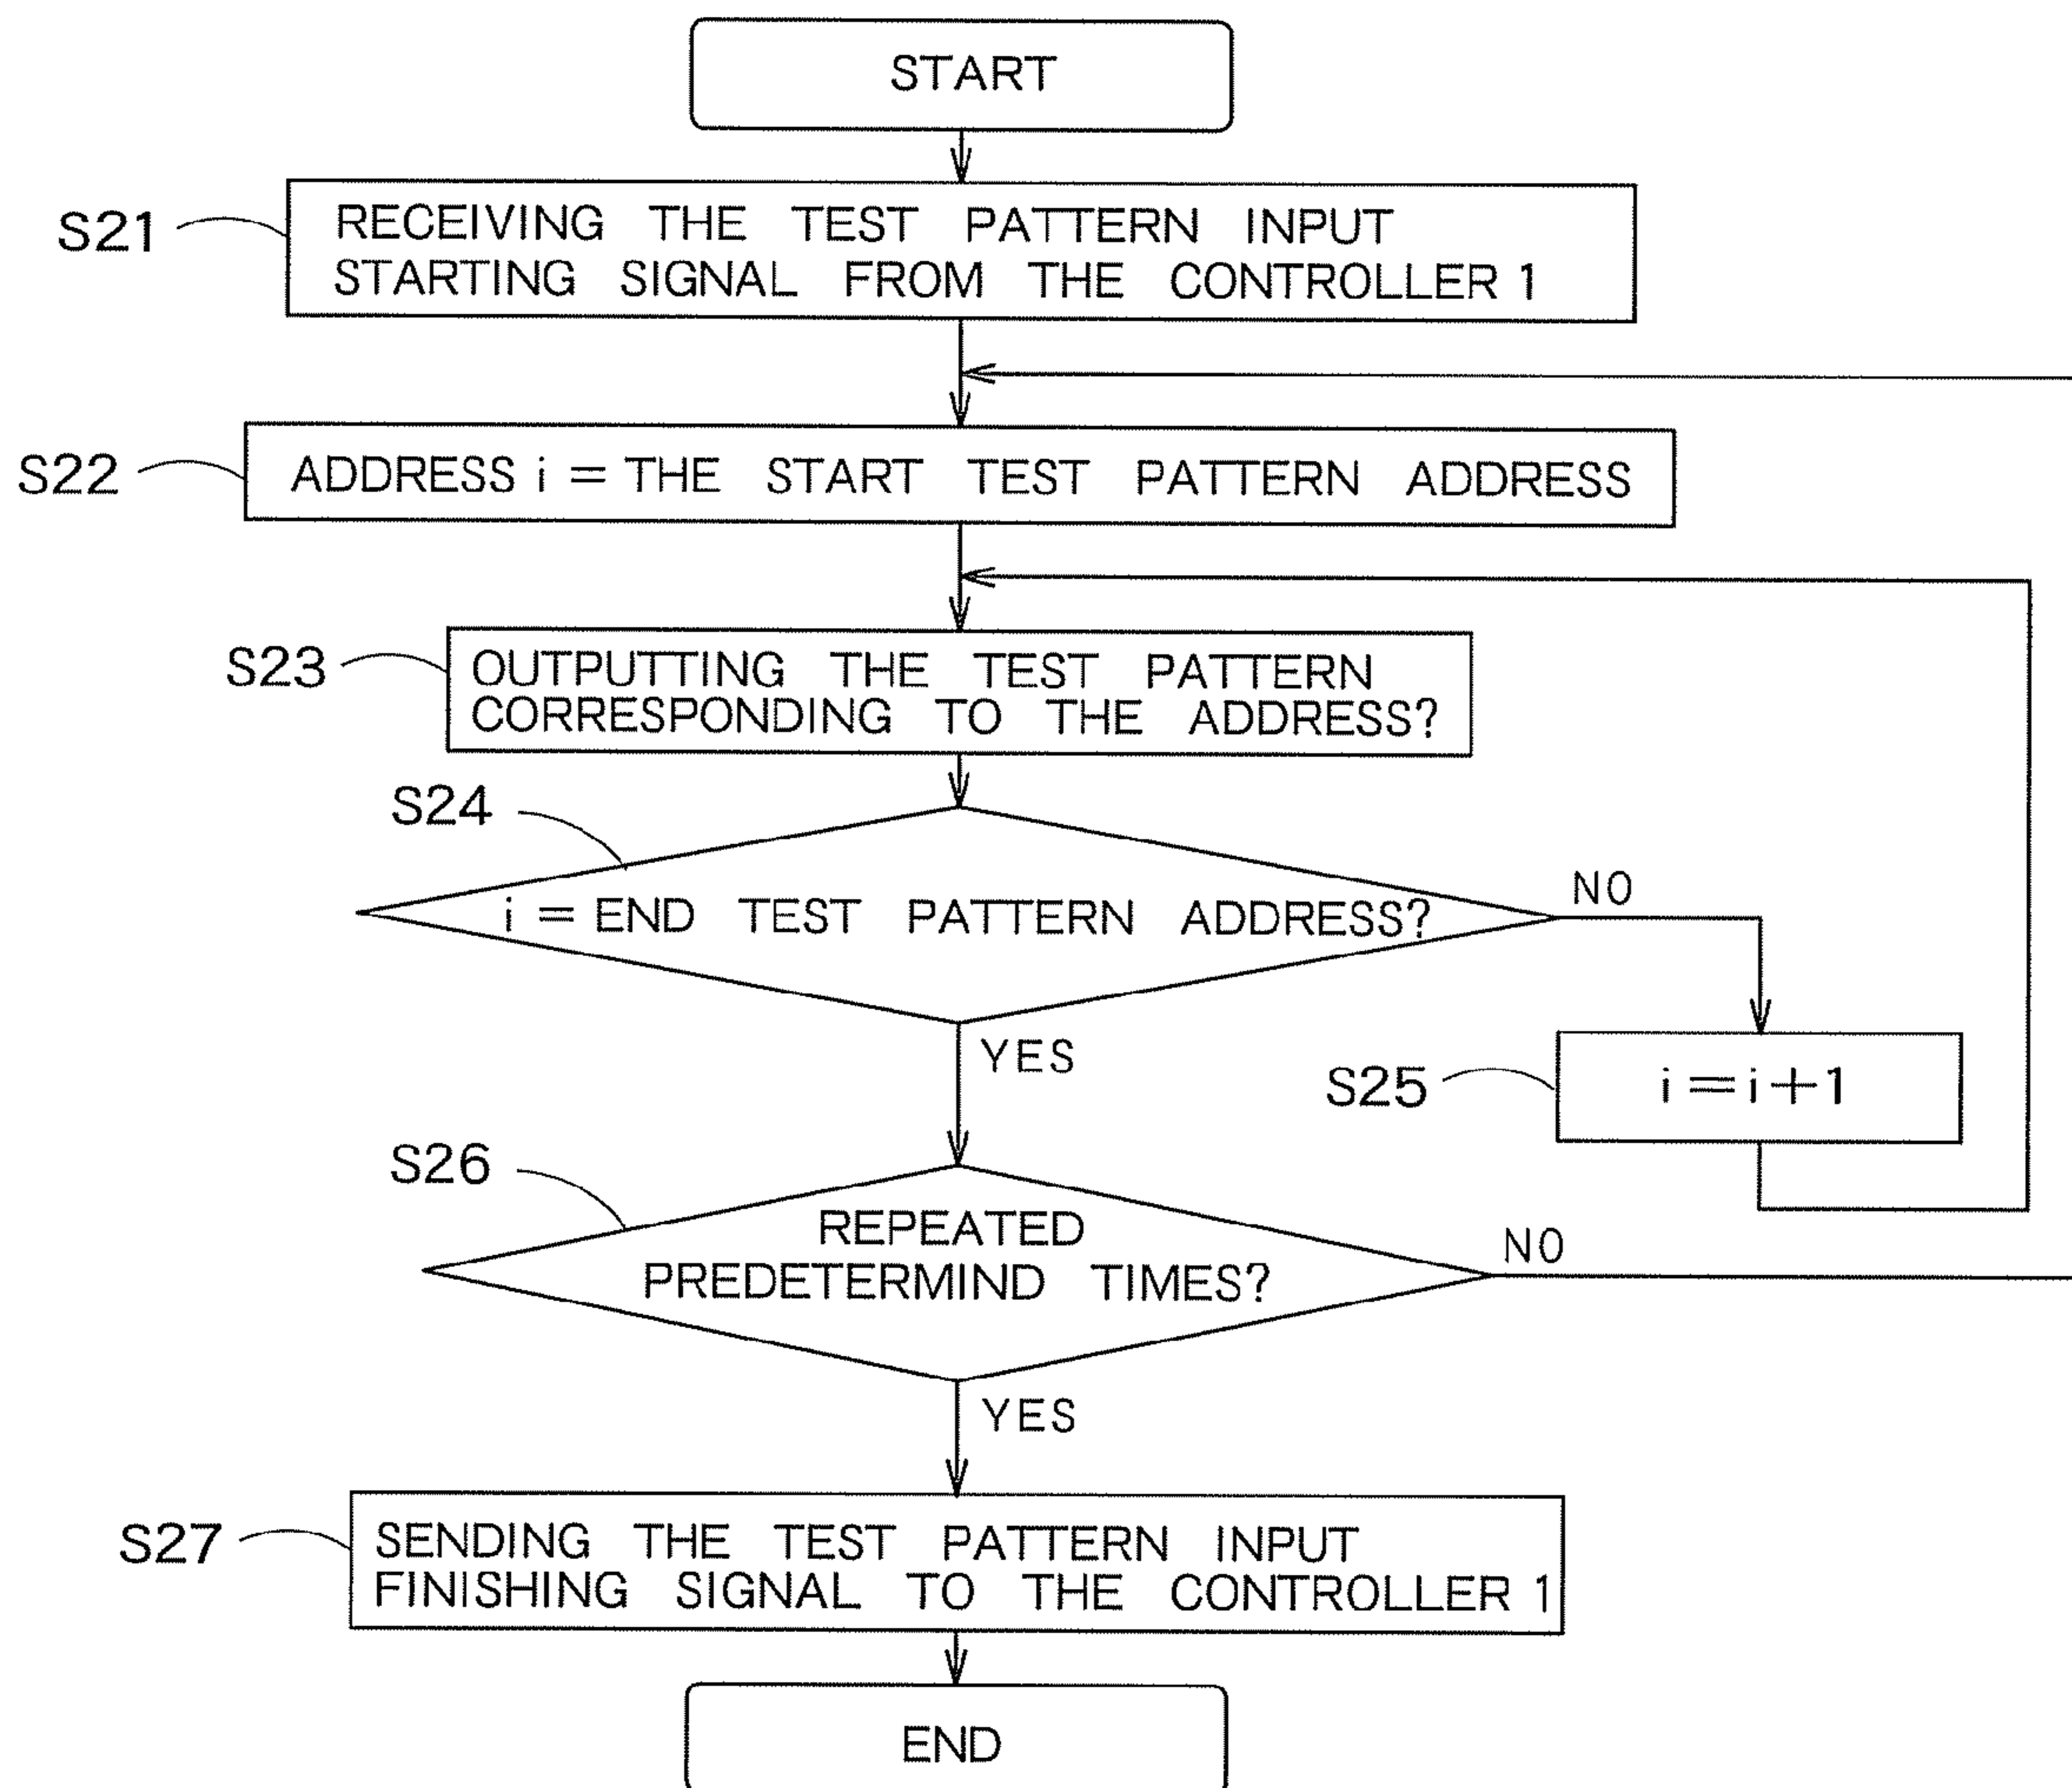 START
S21
RECEIVING THE TEST PATTERN INPUT
STARTING SIGNAL FROM THE CONTROLLER 1
S22
ADDRESS i = THE START TEST PATTERN ADDRESS
S23
OUTPUTTING THE TEST PATTERN
CORRESPONDING TO THE ADDRESS?
S24
i = END TEST PATTERN ADDRESS?
NO
YES
S25
i = i + 1
S26
REPEATED
PREDETERMIND TIMES?
NO
YES
S27
SENDING THE TEST PATTERN INPUT
FINISHING SIGNAL TO THE CONTROLLER 1
END